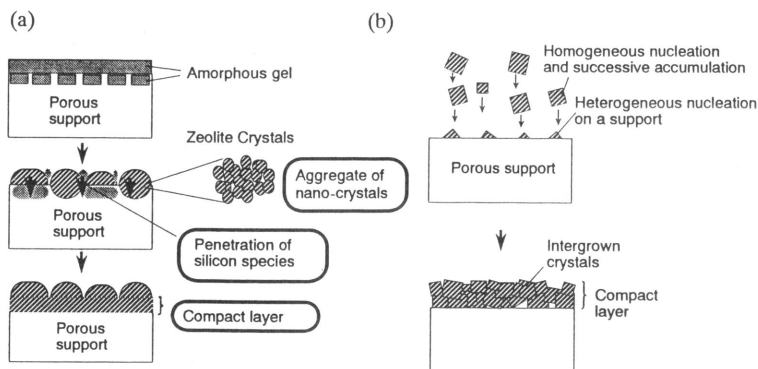 (a)
Amorphous gel
Porous
support
Zeolite Crystals
Aggregate of
nano-crystals
Porous
support
Penetration of
silicon species
Compact layer
Porous
support
(b)
Homogeneous nucleation
and successive accumulation
Heterogeneous nucleation
on a support
Porous support
Intergrown
crystals
Compact
layer